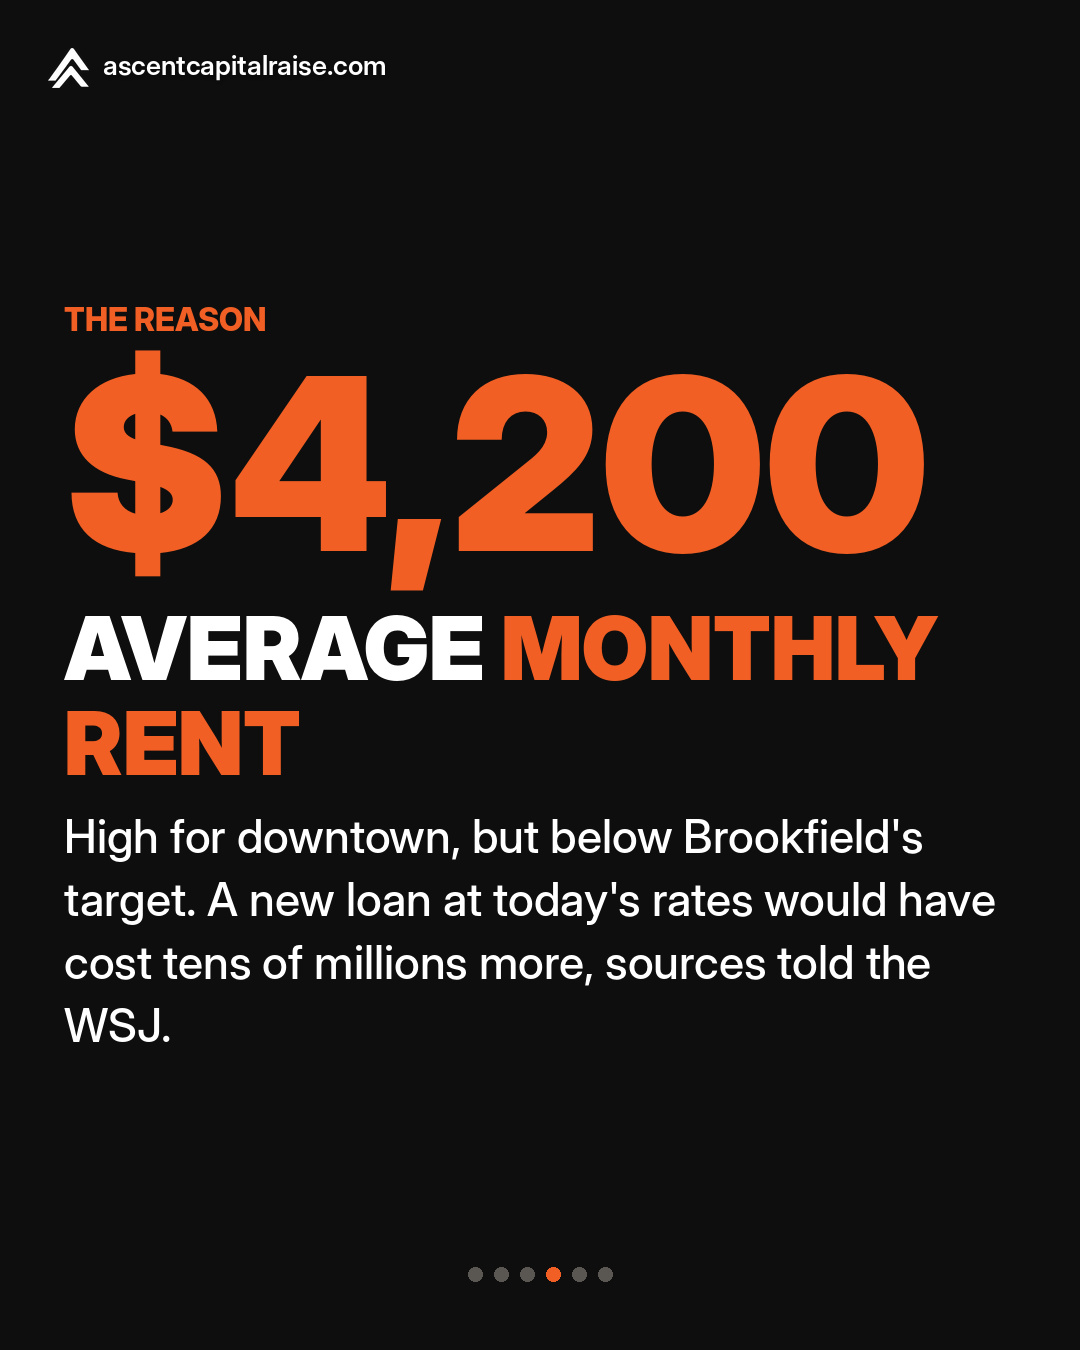 ascentcapitalraise.com
THE REASON
$4,200
AVERAGE MONTHLY
RENT
High for downtown, but below Brookfield's
target. A new loan at today's rates would have
cost tens of millions more, sources told the
WSJ.